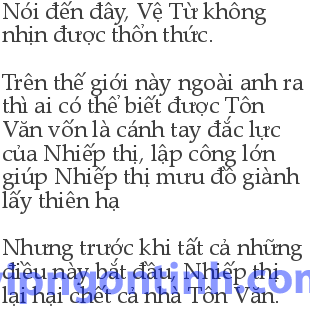 Nói đến đây, Vệ Từ không
nhịn được thổn thức.
Trên thế giới này ngoài anh ra
thì ai có thể biết được Tôn
Văn vốn là cánh tay đắc lực
của Nhiếp thị, lập công lớn
giúp Nhiếp thị mưu đồ giành
lấy thiên hạ
Nhưng trước khi tất cả những
điều này bắt đầu, Nhiếp thị
lại hại chết cả nhà Tôn Văn.